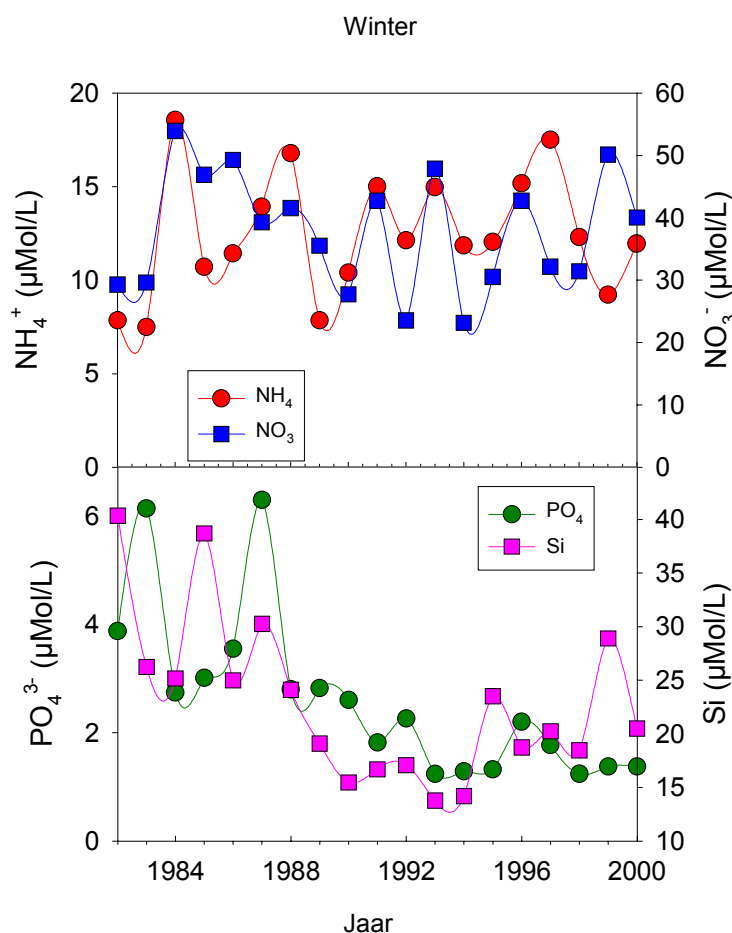 Winter
20
15
10
5
0
NH₄⁺ (µMol/L)
60
50
40
30
20
10
0
NO₃⁻ (µMol/L)
NH₄
NO₃
6
4
2
0
PO₄³⁻ (µMol/L)
40
35
30
25
20
15
10
Si (µMol/L)
PO₄
Si
1984 1988 1992 1996 2000
Jaar